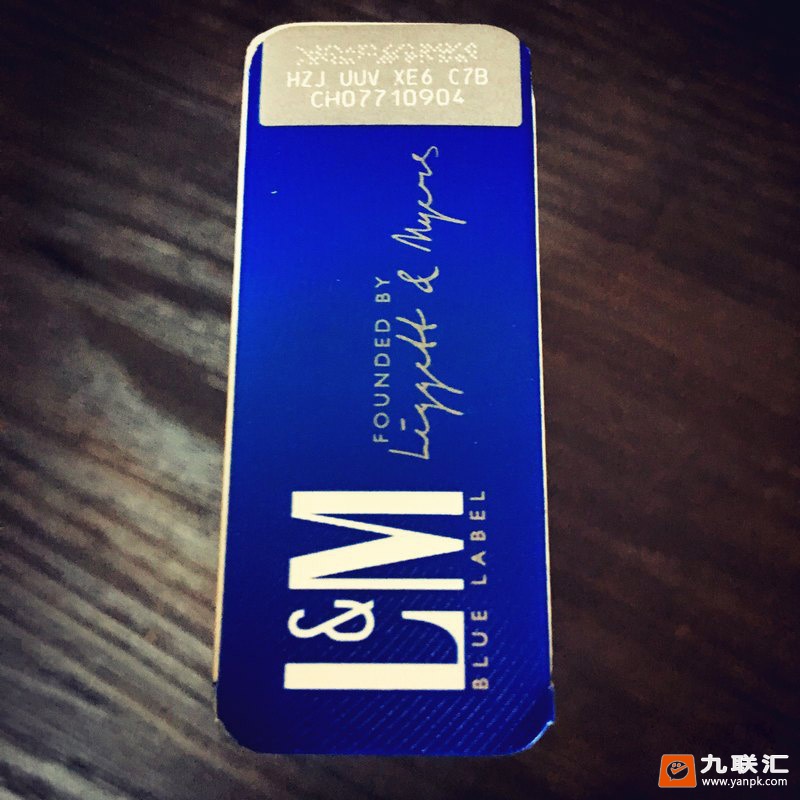 HZJ UUV XE6 C7B
CH07710904
FOUNDED BY
Liggett & Myers
L&M
BLUE LABEL
九联汇
www.yanpk.com